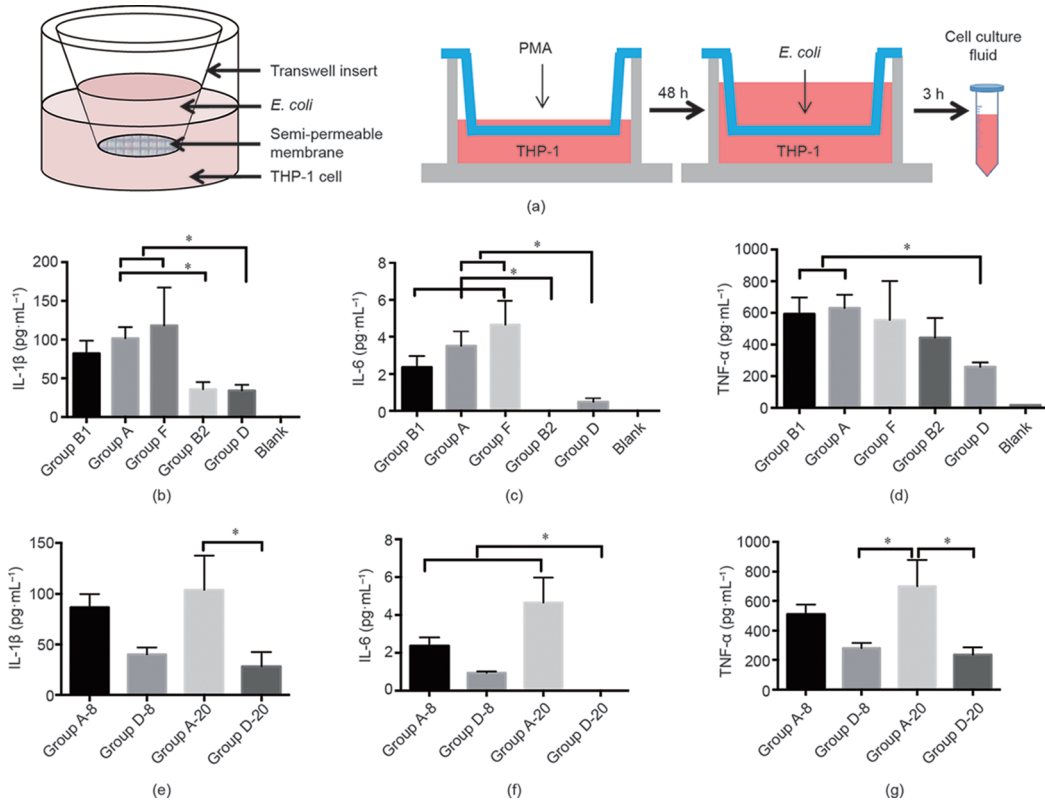 Transwell insert
E. coli
Semi-permeable
membrane
THP-1 cell
PMA
THP-1
48 h
E. coli
THP-1
3 h
Cell culture
fluid
(a)
IL-1β (pg·mL⁻¹)
200
150
100
50
0
*
*
Group B1
Group A
Group F
Group B2
Group D
Blank
(b)
IL-6 (pg·mL⁻¹)
8
6
4
2
0
*
*
Group B1
Group A
Group F
Group B2
Group D
Blank
(c)
TNF-α (pg·mL⁻¹)
1000
800
600
400
200
0
*
Group B1
Group A
Group F
Group B2
Group D
Blank
(d)
IL-1β (pg·mL⁻¹)
150
100
50
0
*
Group A-8
Group D-8
Group A-20
Group D-20
(e)
IL-6 (pg·mL⁻¹)
8
6
4
2
0
*
Group A-8
Group D-8
Group A-20
Group D-20
(f)
TNF-α (pg·mL⁻¹)
1000
800
600
400
200
0
*
*
Group A-8
Group D-8
Group A-20
Group D-20
(g)